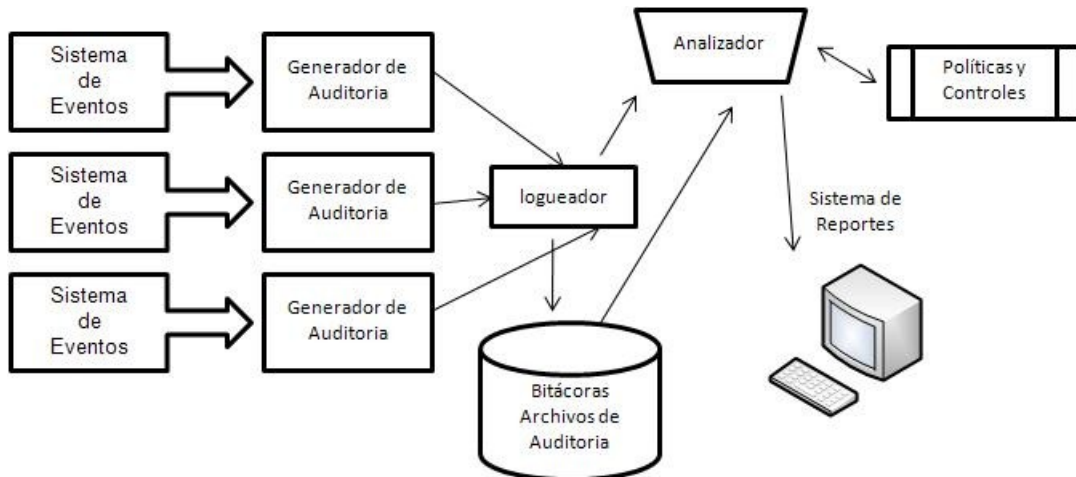 Sistema
de
Eventos
Generador de
Auditoria
Sistema
de
Eventos
Generador de
Auditoria
Sistema
de
Eventos
Generador de
Auditoria
logueador
Bitácoras
Archivos de
Auditoria
Analizador
Políticas y
Controles
Sistema de
Reportes